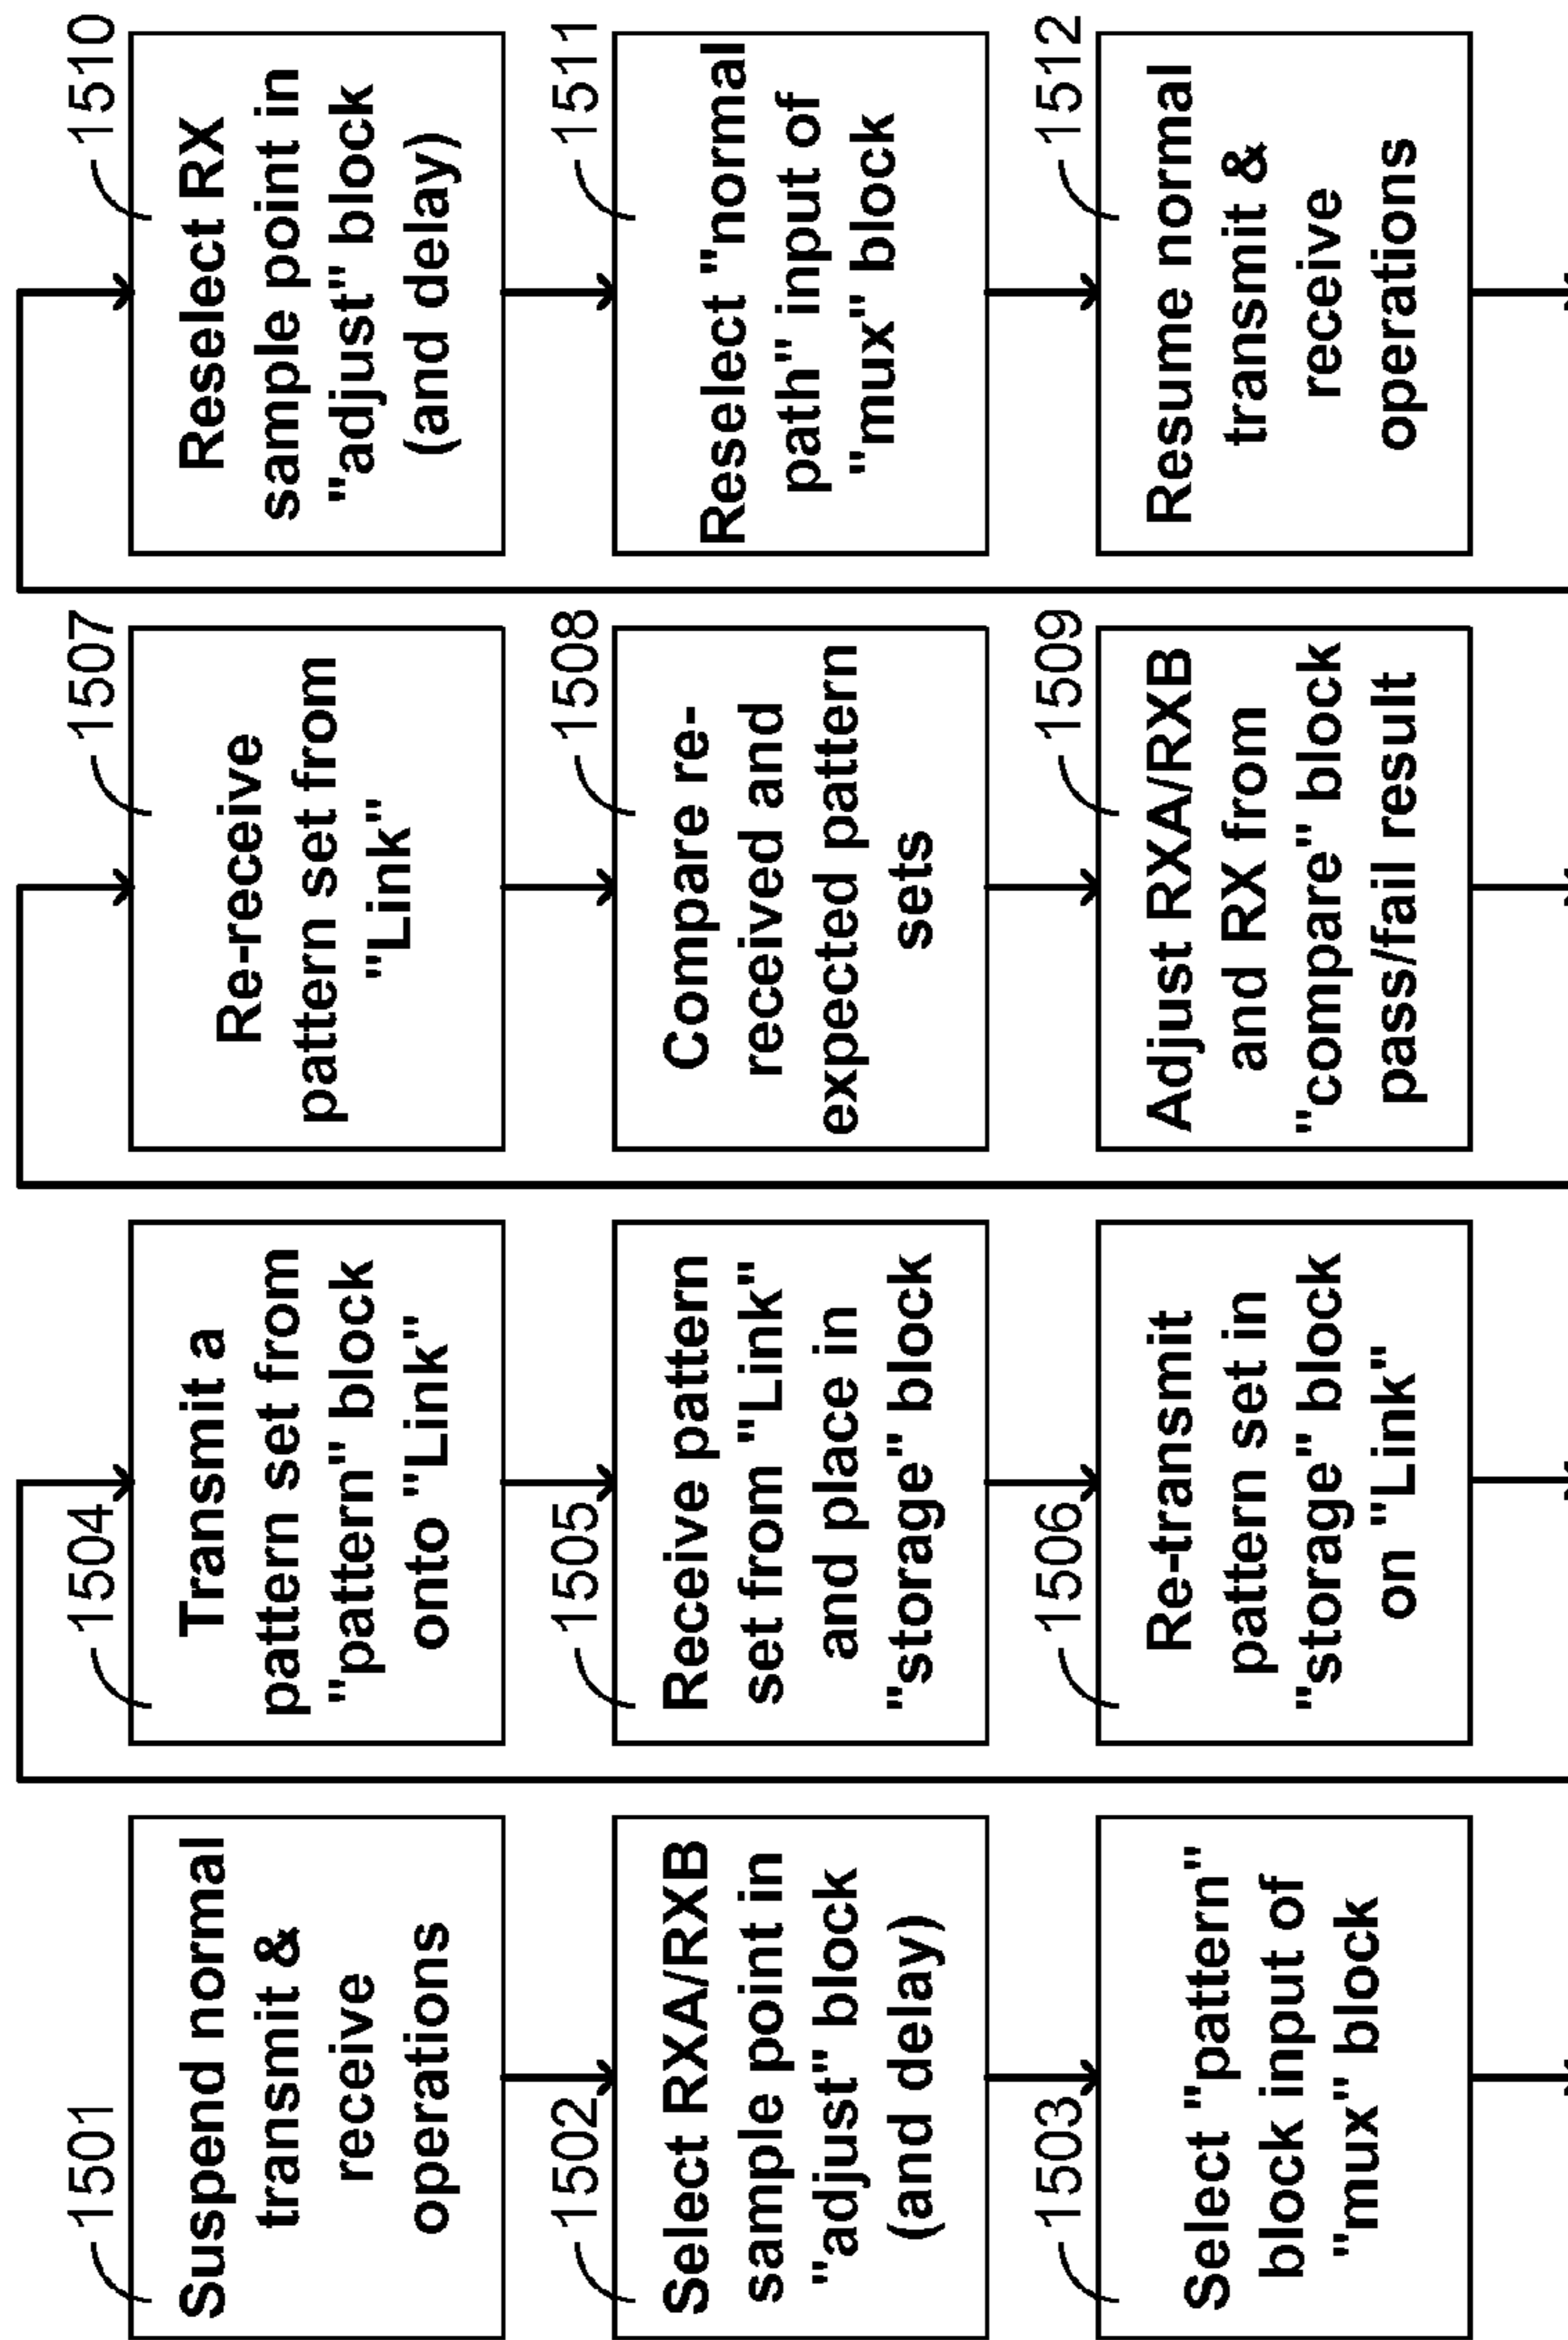 1501
Suspend normal
transmit &
receive
operations
1502
Select RXA/RXB
sample point in
"adjust" block
(and delay)
1503
Select "pattern"
block input of
"mux" block
1504
Transmit a
pattern set from
"pattern" block
onto "Link"
1505
Receive pattern
set from "Link"
and place in
"storage" block
1506
Re-transmit
pattern set in
"storage" block
on "Link"
1507
Re-receive
pattern set from
"Link"
1508
Compare re-
received and
expected pattern
sets
1509
Adjust RXA/RXB
and RX from
"compare" block
pass/fail result
1510
Reselect RX
sample point in
"adjust" block
(and delay)
1511
Reselect "normal
path" input of
"mux" block
1512
Resume normal
transmit &
receive
operations